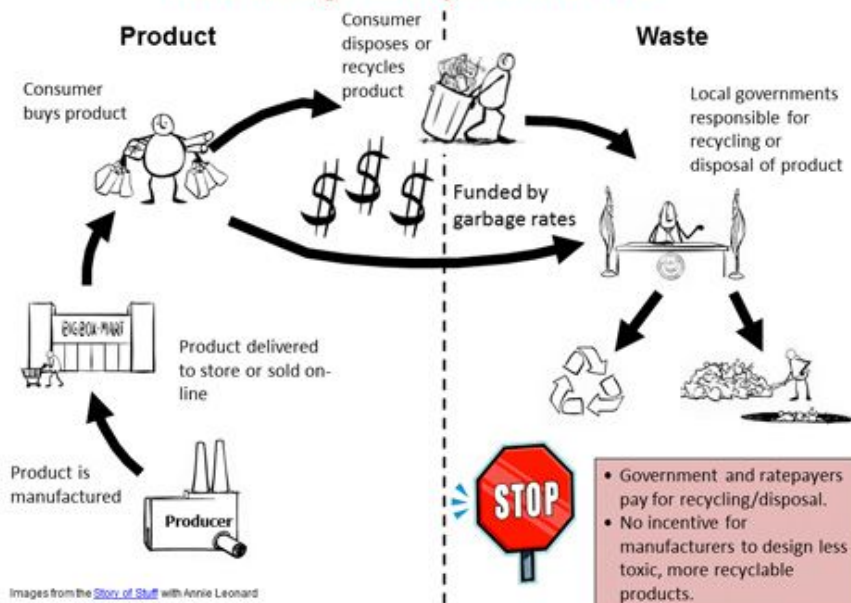 Product
Waste
Consumer
buys product
Consumer
disposes or
recycles
product
Local governments
responsible for
recycling or
disposal of product
$ $ $
Funded by
garbage rates
BIG-BOX-MART
Product delivered
to store or sold on-
line
Product is
manufactured
Producer
STOP
• Government and ratepayers
pay for recycling/disposal.
• No incentive for
manufacturers to design less
toxic, more recyclable
products.
Images from the Story of Stuff with Annie Leonard